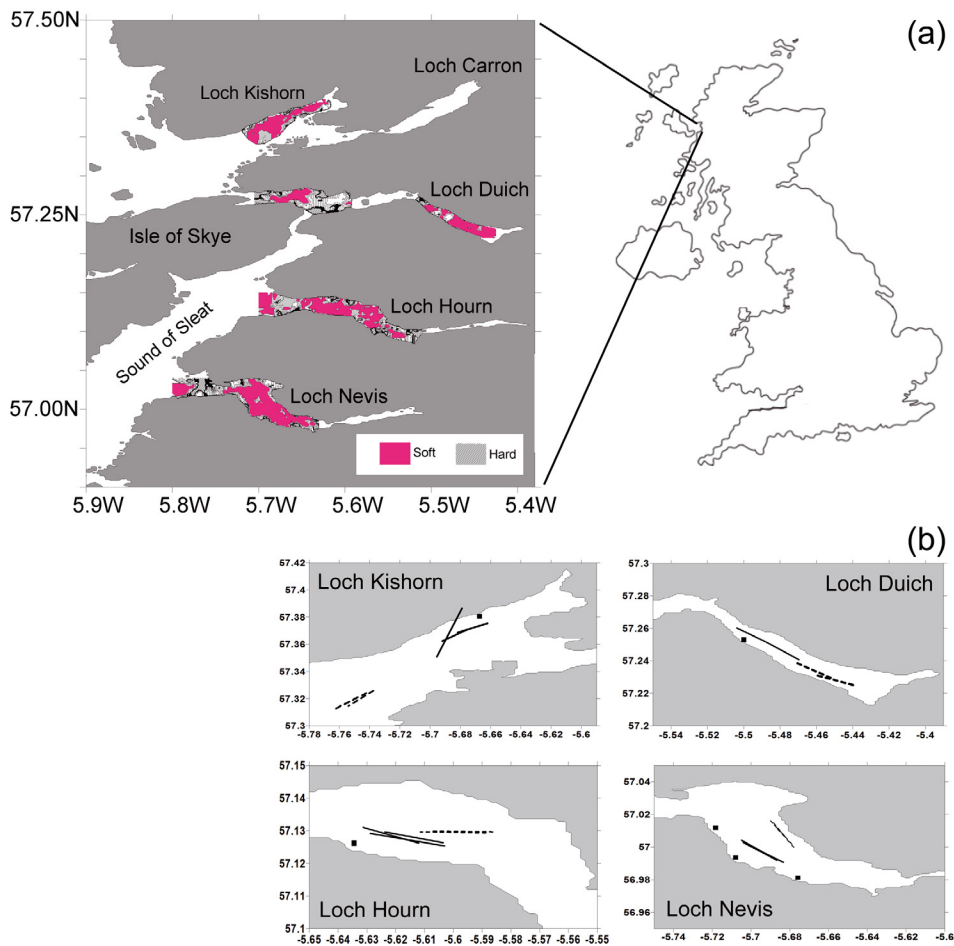 (a)
57.50N
57.25N
57.00N
Loch Carron
Loch Kishorn
Loch Duich
Isle of Skye
Loch Hourn
Sound of Sleat
Loch Nevis
Soft
Hard
5.9W 5.8W 5.7W 5.6W 5.5W 5.4W
(b)
Loch Kishorn
57.42
57.4
57.38
57.36
57.34
57.32
57.3
-5.78 -5.76 -5.74 -5.72 -5.7 -5.68 -5.66 -5.64 -5.62 -5.6
Loch Duich
57.3
57.28
57.26
57.24
57.22
57.2
-5.54 -5.52 -5.5 -5.48 -5.46 -5.44 -5.42 -5.4
57.15
57.14
57.13
57.12
57.11
57.1
Loch Hourn
-5.65 -5.64 -5.63 -5.62 -5.61 -5.6 -5.59 -5.58 -5.57 -5.56 -5.55
57.04
57.02
57
56.98
56.96
Loch Nevis
-5.74 -5.72 -5.7 -5.68 -5.66 -5.64 -5.62 -5.6